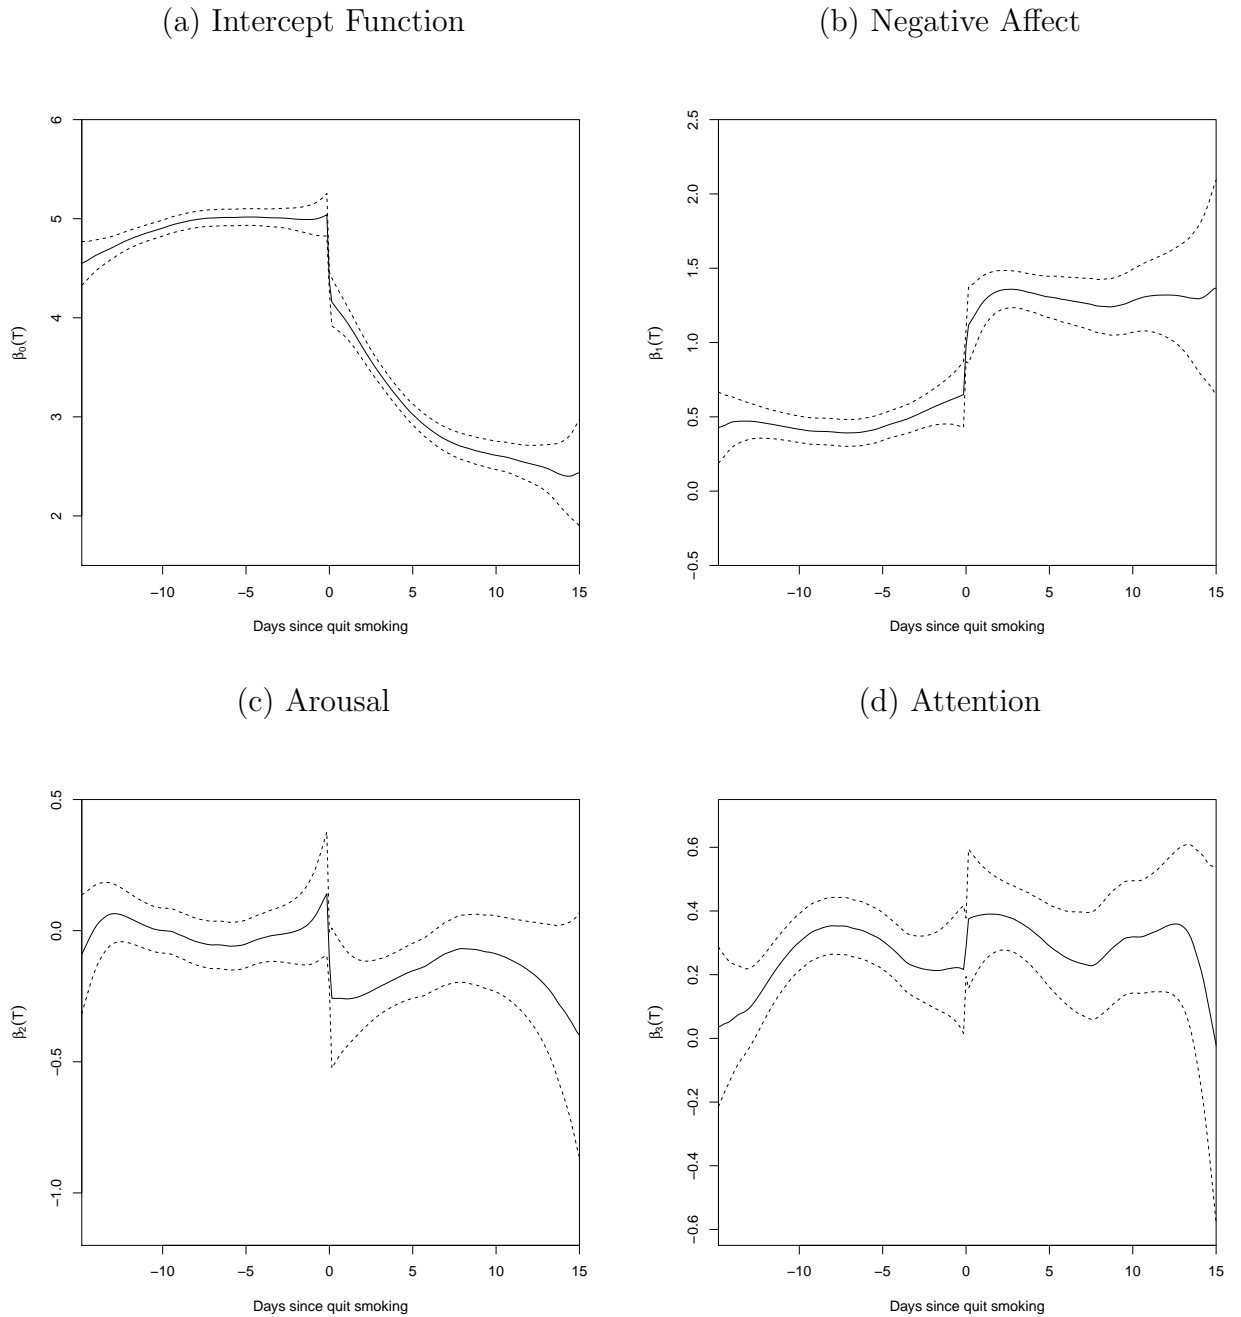 (a) Intercept Function
(b) Negative Affect
6
5
4
3
2
β₀(T)
−10 −5 0 5 10 15
Days since quit smoking
2.5
2.0
1.5
1.0
0.5
0.0
−0.5
β₁(T)
−10 −5 0 5 10 15
Days since quit smoking
(c) Arousal
(d) Attention
0.5
0.0
−0.5
−1.0
β₂(T)
−10 −5 0 5 10 15
Days since quit smoking
0.6
0.4
0.2
0.0
−0.2
−0.4
−0.6
β₃(T)
−10 −5 0 5 10 15
Days since quit smoking